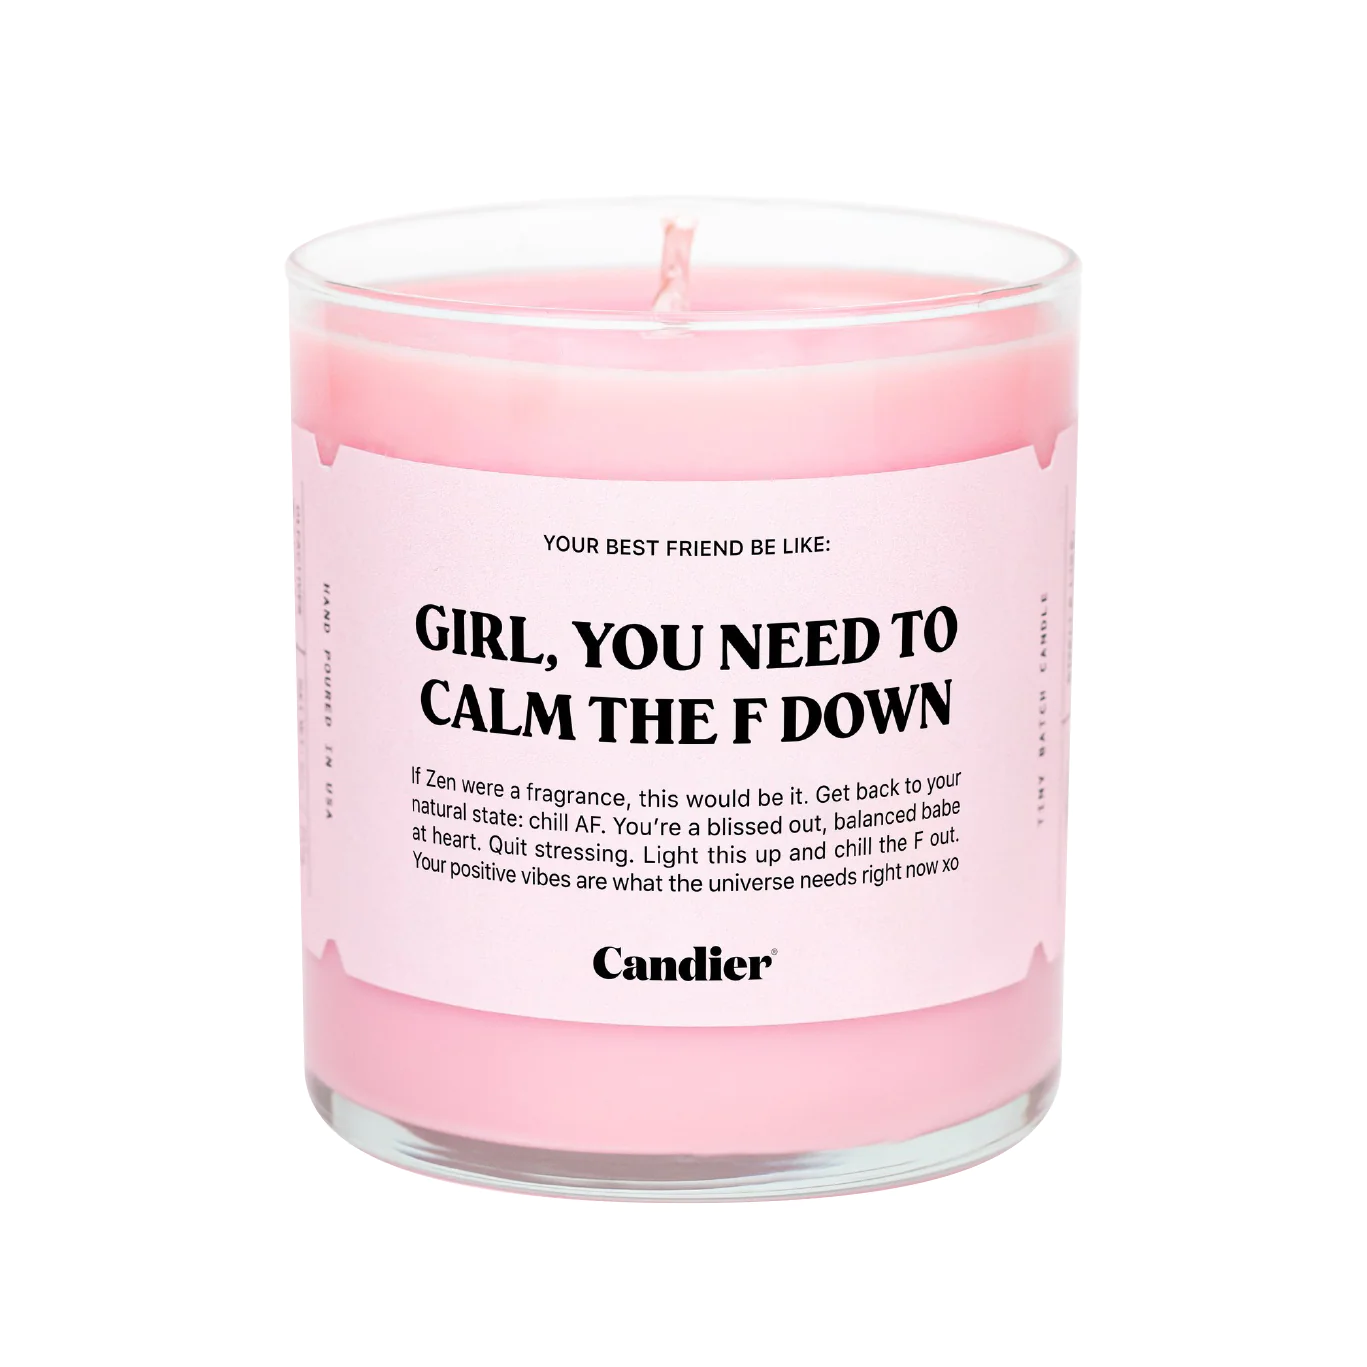 YOUR BEST FRIEND BE LIKE:
GIRL, YOU NEED TO
CALM THE F DOWN
If Zen were a fragrance, this would be it. Get back to your
natural state: chill AF. You’re a blissed out, balanced babe
at heart. Quit stressing. Light this up and chill the F out.
Your positive vibes are what the universe needs right now xo
Candier®
HAND POURED IN USA
TINY BATCH CANDLE